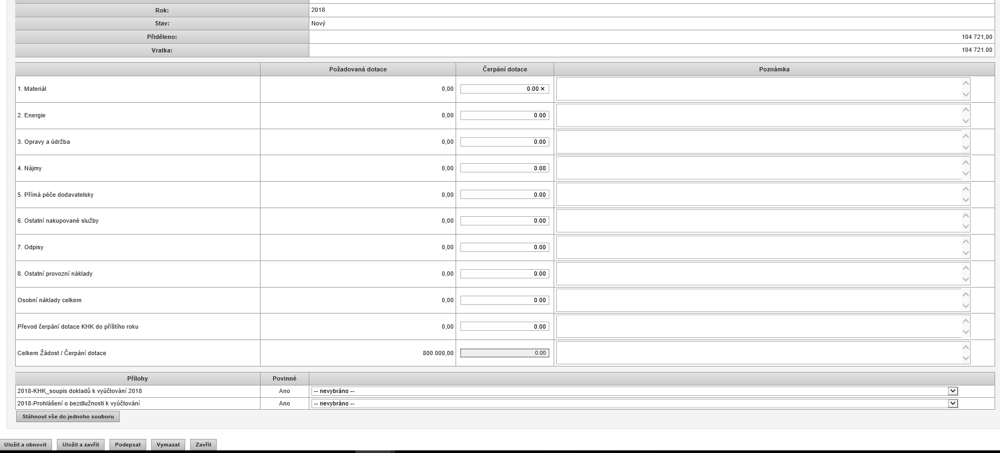 Rok: 2018
Stav: Nový
Přiděleno: 104 721,00
Vratka: 104 721.00
Požadovaná dotace Čerpání dotace Poznámka
1. Materiál 0,00 0.00 ×
2. Energie 0,00 0.00
3. Opravy a údržba 0,00 0.00
4. Nájmy 0,00 0.00
5. Přímá péče dodavatelsky 0,00 0.00
6. Ostatní nakupované služby 0,00 0.00
7. Odpisy 0,00 0.00
8. Ostatní provozní náklady 0,00 0.00
Osobní náklady celkem 0,00 0.00
Převod čerpání dotace KHK do příštího roku 0,00 0.00
Celkem Žádost / Čerpání dotace 800 000,00 0.00
Přílohy Povinné
2018-KHK_soupis dokladů k vyúčtování 2018 Ano -- nevybráno --
2018-Prohlášení o bezdlužnosti k vyúčtování Ano -- nevybráno --
Stáhnout vše do jednoho souboru
Uložit a obnovit Uložit a zavřít Podepsat Vymazat Zavřít